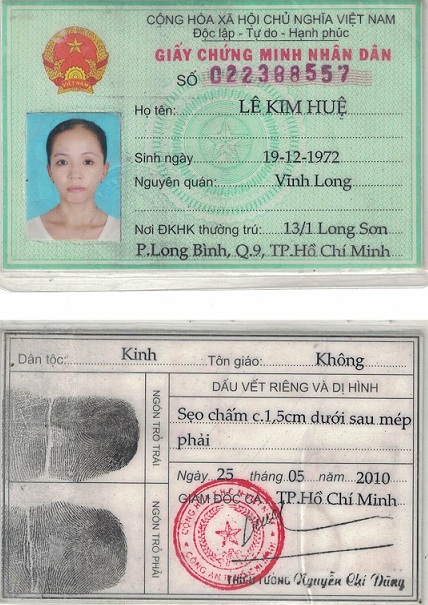 CỘNG HÒA XÃ HỘI CHỦ NGHĨA VIỆT NAM
Độc lập - Tự do - Hạnh phúc
GIẤY CHỨNG MINH NHÂN DÂN
SỐ 022388557
Họ tên: LÊ KIM HUỆ
Sinh ngày 19-12-1972
Nguyên quán: Vĩnh Long
Nơi ĐKHK thường trú: 13/1 Long Sơn
P.Long Bình, Q.9, TP.Hồ Chí Minh
VIỆT NAM
Dân tộc: Kinh Tôn giáo: Không
NGÓN TRỎ TRÁI
NGÓN TRỎ PHẢI
DẤU VẾT RIÊNG VÀ DỊ HÌNH
Sẹo chấm c.1,5cm dưới sau mép
phải
Ngày 25 tháng 05 năm 2010
GIÁM ĐỐC CA TP.Hồ Chí Minh
THIẾU TƯỚNG Nguyễn Chí Dũng